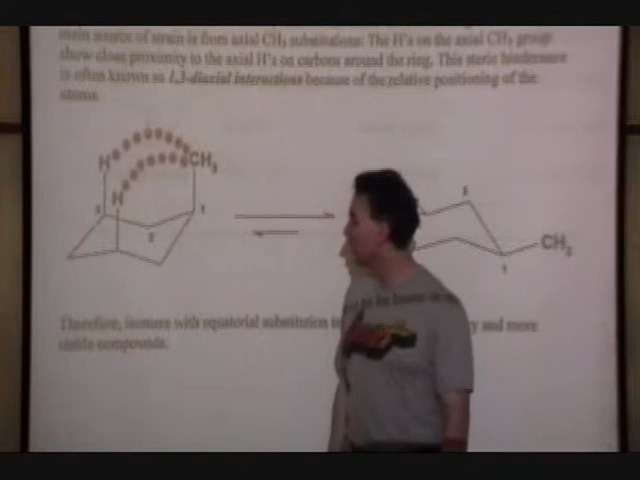 main source of strain is from axial CH3 substitutions. The H's on the axial CH3 group
show close proximity to the axial H's on carbons around the ring. This steric hinderance
is often known as 1,3-diaxial interactions because of the relative positioning of the
atoms.
H CH3
H
3 1
2
CH3
1
Therefore, isomers with equatorial substitution y and more
stable compounds.